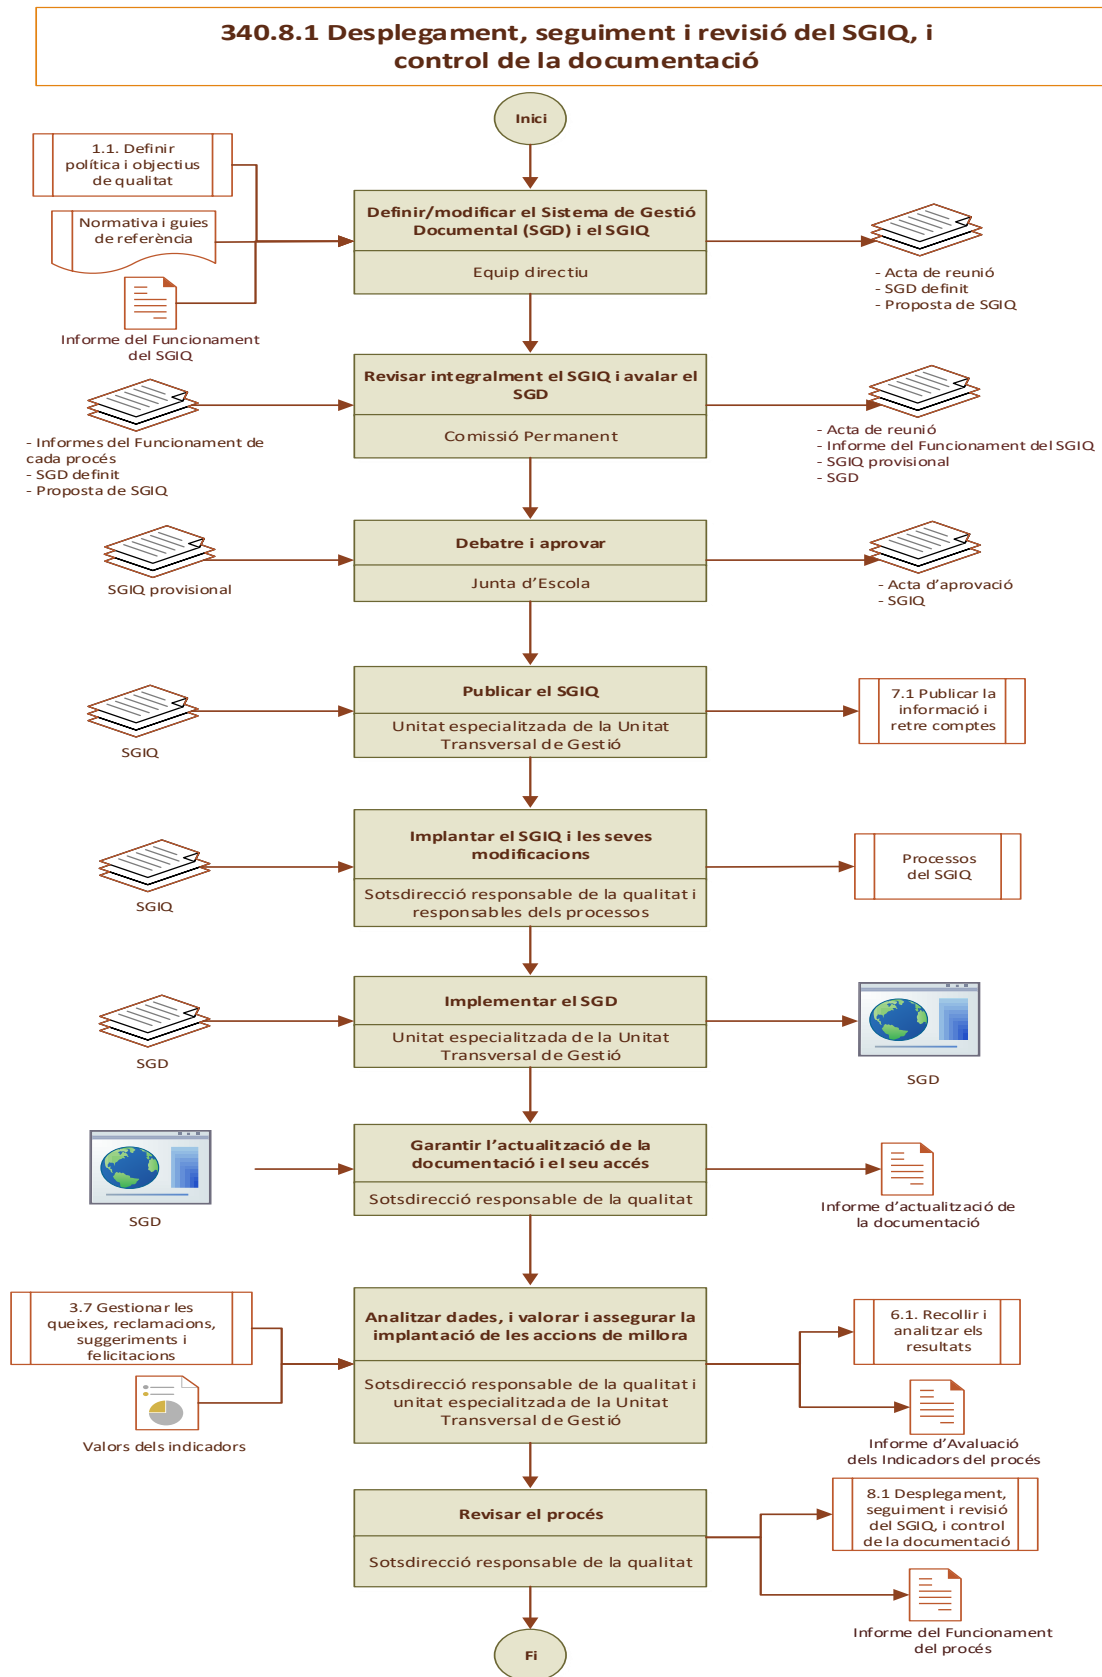 340.8.1 Desplegament, seguiment i revisió del SGIQ, i
control de la documentació
Inici
1.1. Definir
política i objectius
de qualitat
Normativa i guies
de referència
Informe del Funcionament
del SGIQ
Definir/modificar el Sistema de Gestió
Documental (SGD) i el SGIQ
Equip directiu
- Acta de reunió
- SGD definit
- Proposta de SGIQ
- Informes del Funcionament de
cada procés
- SGD definit
- Proposta de SGIQ
Revisar integralment el SGIQ i avalar el
SGD
Comissió Permanent
- Acta de reunió
- Informe del Funcionament del SGIQ
- SGIQ provisional
- SGD
SGIQ provisional
Debatre i aprovar
Junta d’Escola
- Acta d’aprovació
- SGIQ
SGIQ
Publicar el SGIQ
Unitat especialitzada de la Unitat
Transversal de Gestió
7.1 Publicar la
informació i
retre comptes
SGIQ
Implantar el SGIQ i les seves
modificacions
Sotsdirecció responsable de la qualitat i
responsables dels processos
Processos
del SGIQ
SGD
Implementar el SGD
Unitat especialitzada de la Unitat
Transversal de Gestió
SGD
SGD
Garantir l’actualització de la
documentació i el seu accés
Sotsdirecció responsable de la qualitat
Informe d’actualització de
la documentació
3.7 Gestionar les
queixes, reclamacions,
suggeriments i
felicitacions
Valors dels indicadors
Analitzar dades, i valorar i assegurar la
implantació de les accions de millora
Sotsdirecció responsable de la qualitat i
unitat especialitzada de la Unitat
Transversal de Gestió
6.1. Recollir i
analitzar els
resultats
Informe d’Avaluació
dels Indicadors del procés
Revisar el procés
Sotsdirecció responsable de la qualitat
8.1 Desplegament,
seguiment i revisió
del SGIQ, i control
de la documentació
Informe del Funcionament
del procés
Fi